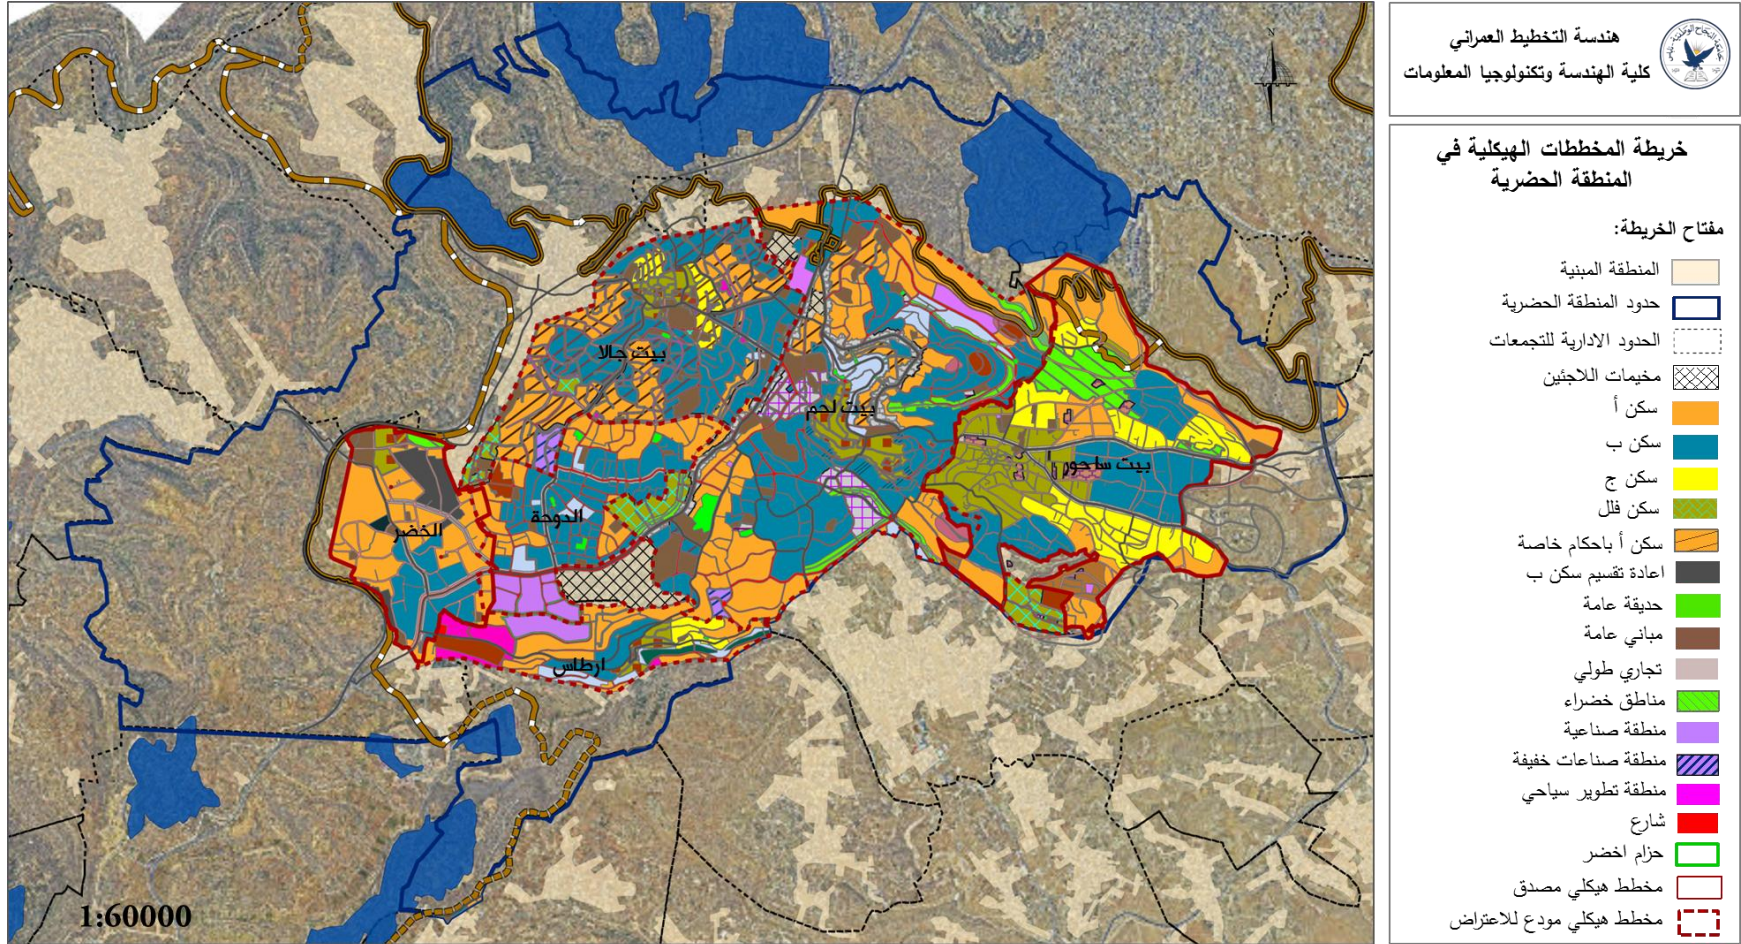 هندسة التخطيط العمراني
كلية الهندسة وتكنولوجيا المعلومات
خريطة المخططات الهيكلية في
المنطقة الحضرية
مفتاح الخريطة:
المنطقة المبنية
حدود المنطقة الحضرية
الحدود الادارية للتجمعات
مخيمات اللاجئين
سكن أ
سكن ب
سكن ج
سكن فلل
سكن أ باحكام خاصة
اعادة تقسيم سكن ب
حديقة عامة
مباني عامة
تجاري طولي
مناطق خضراء
منطقة صناعية
منطقة صناعات خفيفة
منطقة تطوير سياحي
شارع
حزام اخضر
مخطط هيكلي مصدق
مخطط هيكلي مودع للاعتراض
N
بيت جالا
بيت لحم
بيت ساحور
الدوحة
الخضر
ارطاس
1:60000